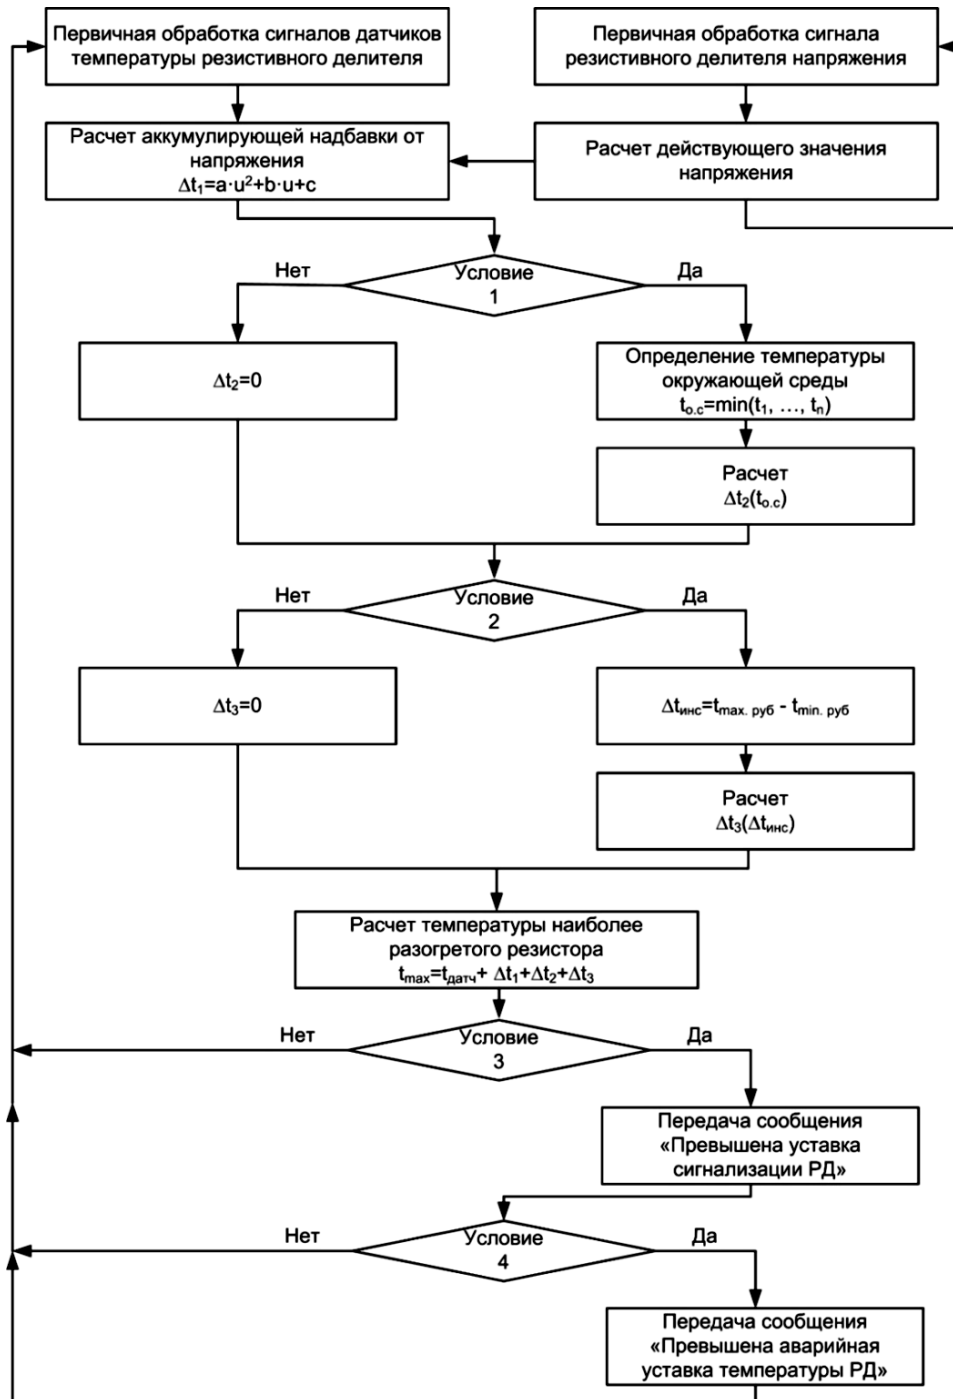 Первичная обработка сигналов датчиков
температуры резистивного делителя
Первичная обработка сигнала
резистивного делителя напряжения
Расчет аккумулирующей надбавки от
напряжения
Δt₁=a·u²+b·u+c
Расчет действующего значения
напряжения
Нет
Условие
1
Да
Δt₂=0
Определение температуры
окружающей среды
tо.с=min(t₁, …, tₙ)
Расчет
Δt₂(tо.с)
Нет
Условие
2
Да
Δt₃=0
Δtинс=tmax. руб - tmin. руб
Расчет
Δt₃(Δtинс)
Расчет температуры наиболее
разогретого резистора
tmax=tдатч+ Δt₁+Δt₂+Δt₃
Нет
Условие
3
Да
Передача сообщения
«Превышена уставка
сигнализации РД»
Нет
Условие
4
Да
Передача сообщения
«Превышена аварийная
уставка температуры РД»